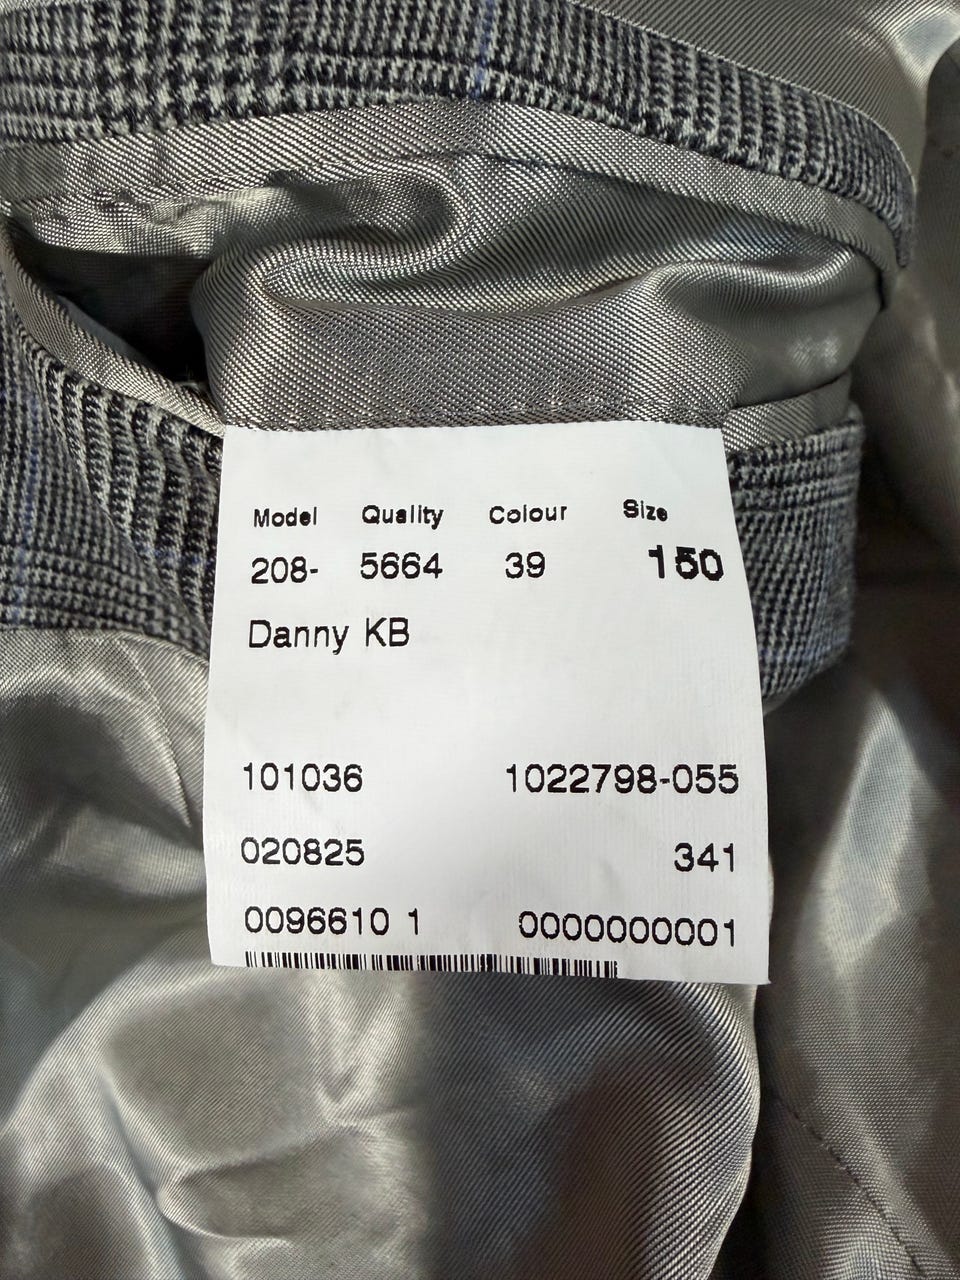 Model Quality Colour Size
208- 5664 39 150
Danny KB
101036 1022798-055
020825 341
0096610 1 0000000001